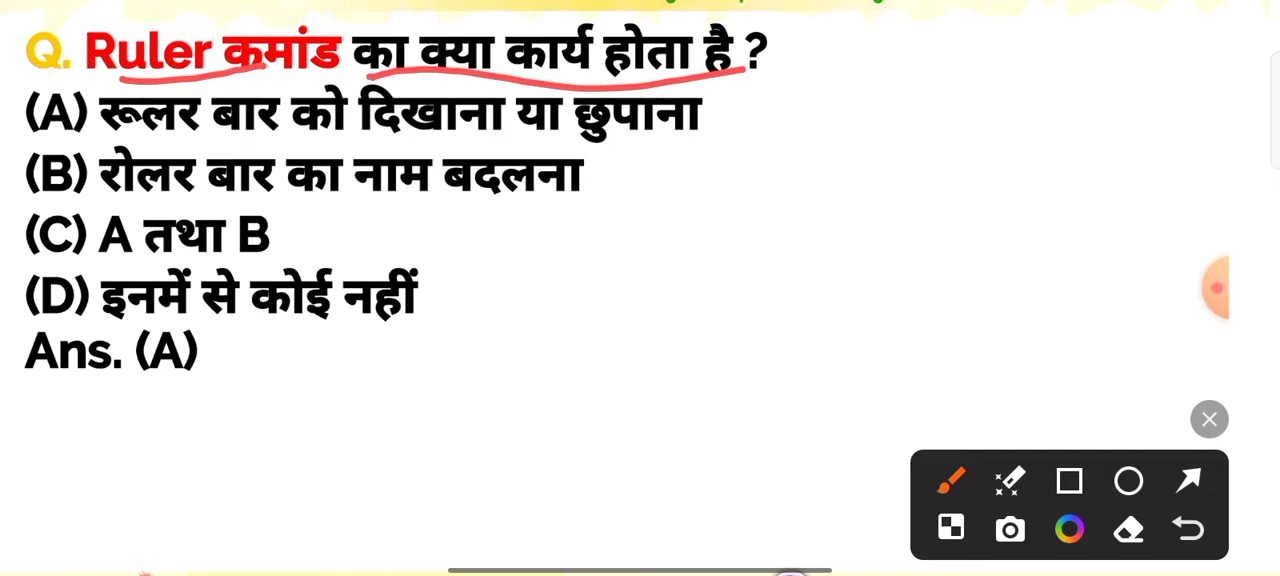 Q. Ruler कमांड का क्या कार्य होता है ?
(A) रूलर बार को दिखाना या छुपाना
(B) रोलर बार का नाम बदलना
(C) A तथा B
(D) इनमें से कोई नहीं
Ans. (A)